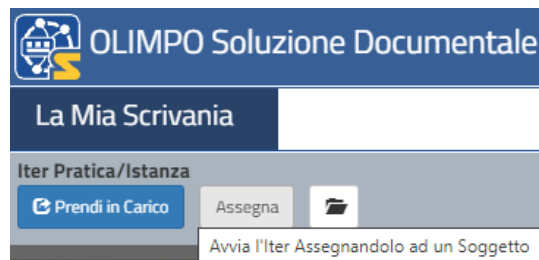 OLIMPO Soluzione Documentale
La Mia Scrivania
Iter Pratica/Istanza
Prendi in Carico Assegna
Avvia l'Iter Assegnandolo ad un Soggetto